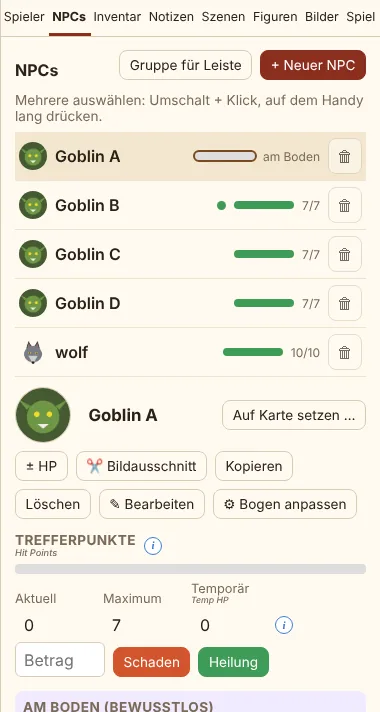 Spieler NPCs Inventar Notizen Szenen Figuren Bilder Spiel
NPCs
Gruppe für Leiste
+ Neuer NPC
Mehrere auswählen: Umschalt + Klick, auf dem Handy
lang drücken.
Goblin A am Boden
Goblin B 7/7
Goblin C 7/7
Goblin D 7/7
wolf 10/10
Goblin A
Auf Karte setzen ...
± HP
Bildausschnitt
Kopieren
Löschen
✎ Bearbeiten
⚙ Bogen anpassen
TREFFERPUNKTE i
Hit Points
Aktuell Maximum Temporär
Temp HP
0 7 0 i
Betrag Schaden Heilung
AM BODEN (BEWUSSTLOS)